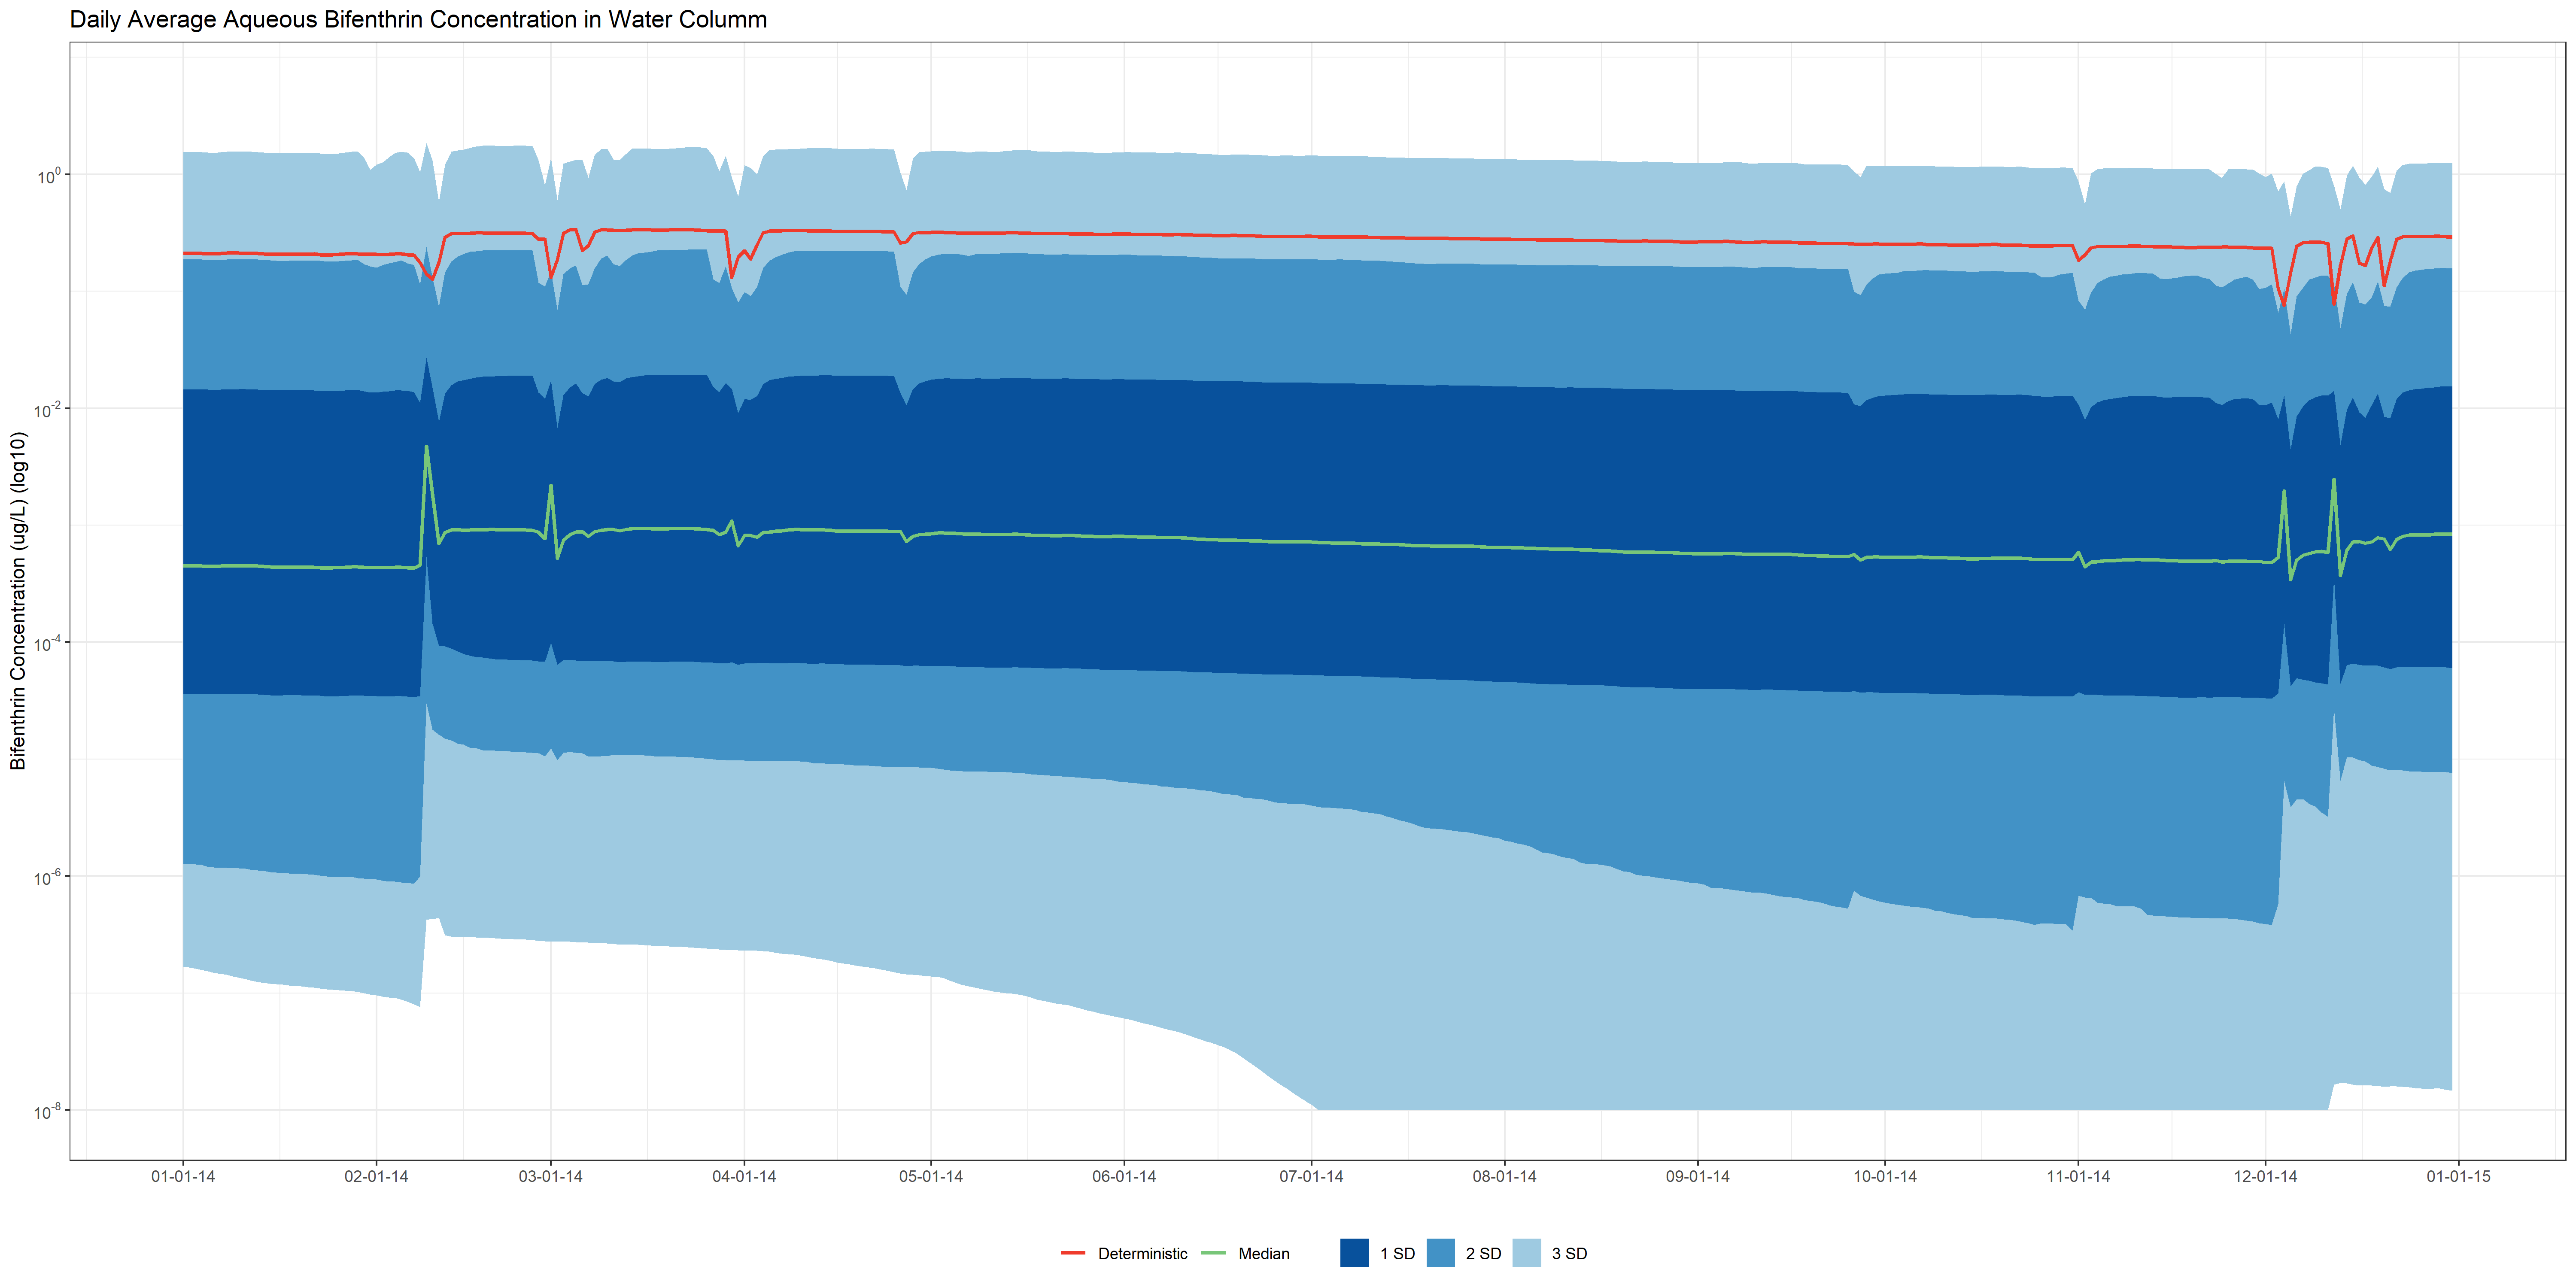 Daily Average Aqueous Bifenthrin Concentration in Water Columm
Bifenthrin Concentration (ug/L) (log10)
10^0
10^-2
10^-4
10^-6
10^-8
01-01-14 02-01-14 03-01-14 04-01-14 05-01-14 06-01-14 07-01-14 08-01-14 09-01-14 10-01-14 11-01-14 12-01-14 01-01-15
Deterministic Median 1 SD 2 SD 3 SD